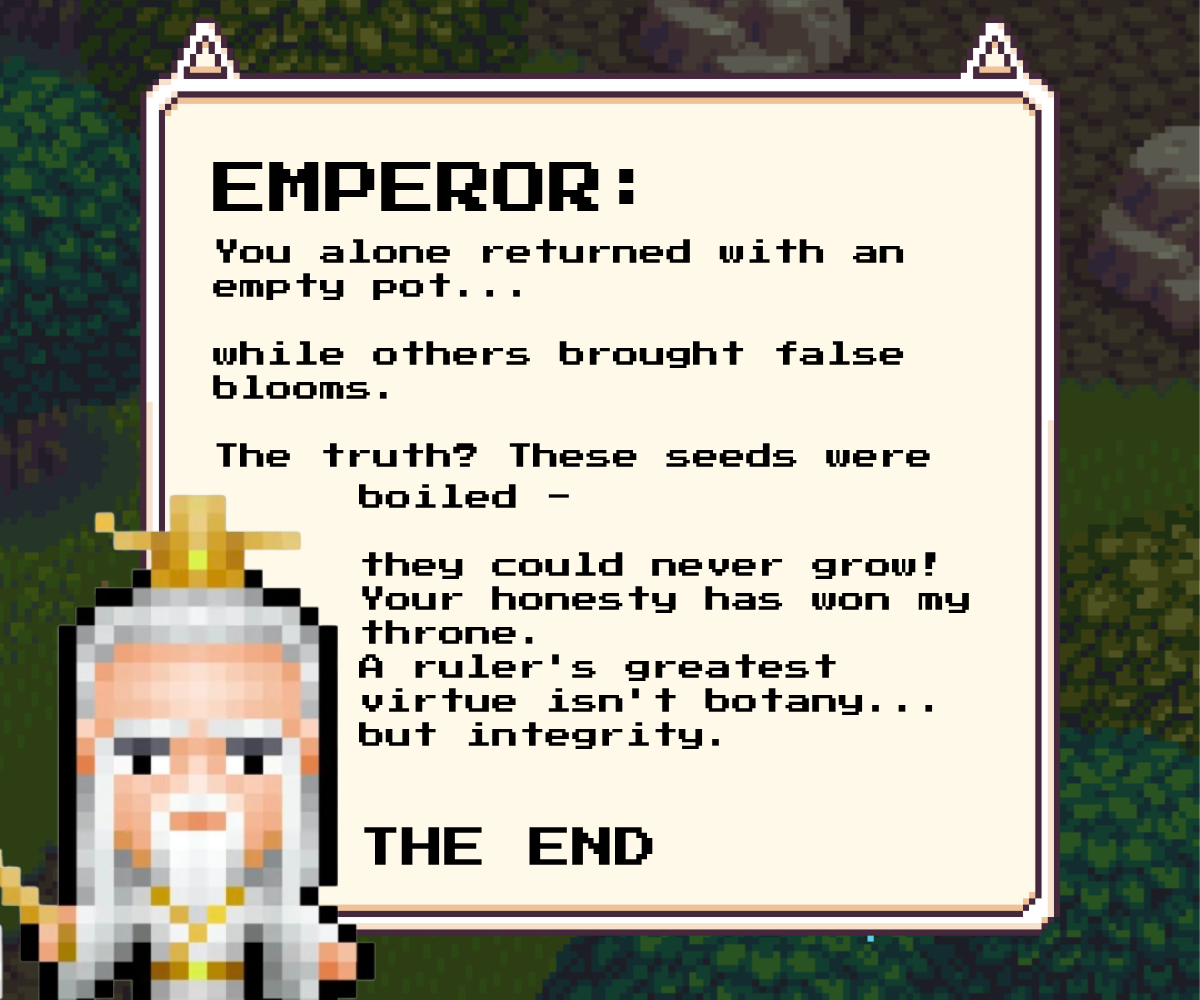 EMPEROR:
You alone returned with an
empty pot...
while others brought false
blooms.
The truth? These seeds were
boiled -
they could never grow!
Your honesty has won my
throne.
A ruler's greatest
virtue isn't botany...
but integrity.
THE END